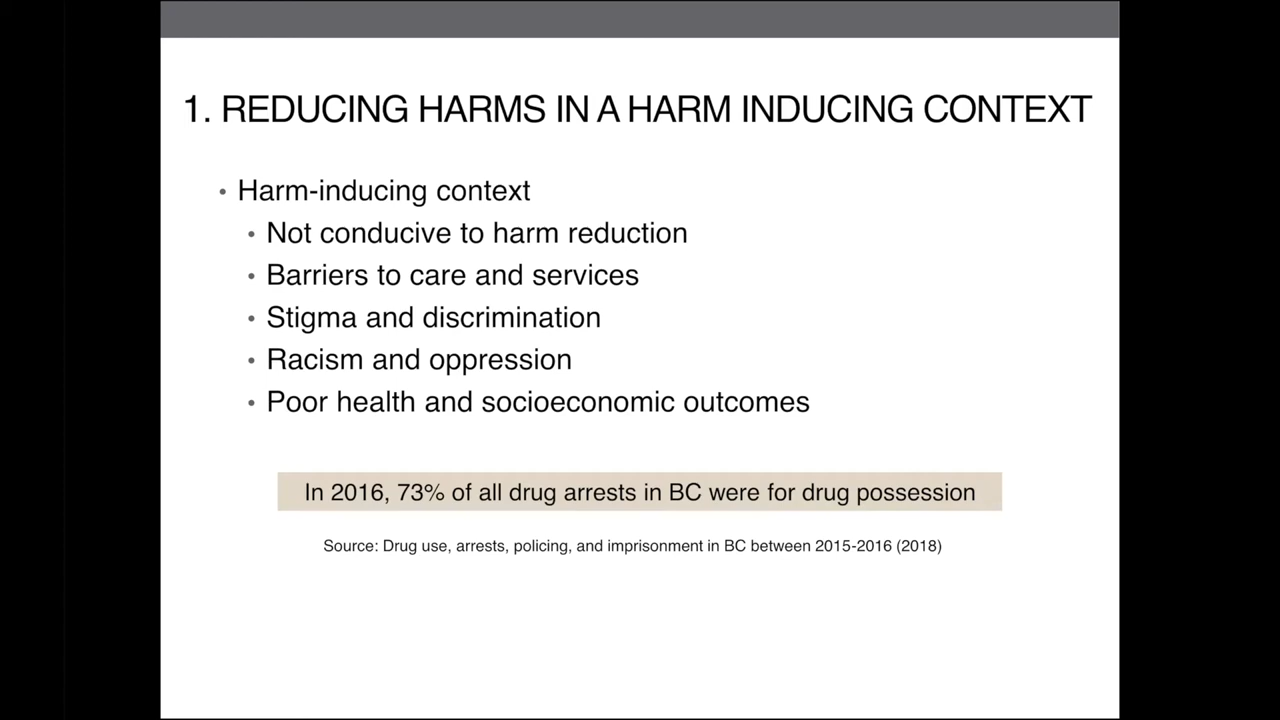 1. REDUCING HARMS IN A HARM INDUCING CONTEXT
• Harm-inducing context
• Not conducive to harm reduction
• Barriers to care and services
• Stigma and discrimination
• Racism and oppression
• Poor health and socioeconomic outcomes
In 2016, 73% of all drug arrests in BC were for drug possession
Source: Drug use, arrests, policing, and imprisonment in BC between 2015-2016 (2018)